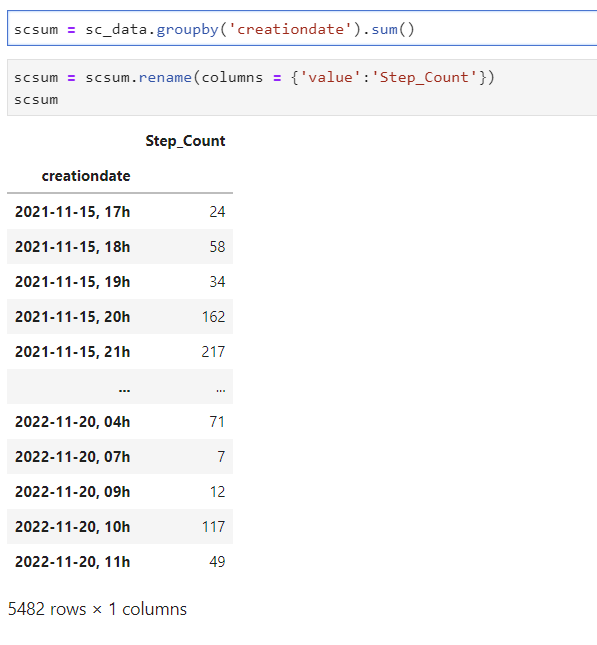 scsum = sc_data.groupby('creationdate').sum()
scsum = scsum.rename(columns = {'value':'Step_Count'})
scsum
Step_Count
creationdate
2021-11-15, 17h 24
2021-11-15, 18h 58
2021-11-15, 19h 34
2021-11-15, 20h 162
2021-11-15, 21h 217
... ...
2022-11-20, 04h 71
2022-11-20, 07h 7
2022-11-20, 09h 12
2022-11-20, 10h 117
2022-11-20, 11h 49
5482 rows × 1 columns